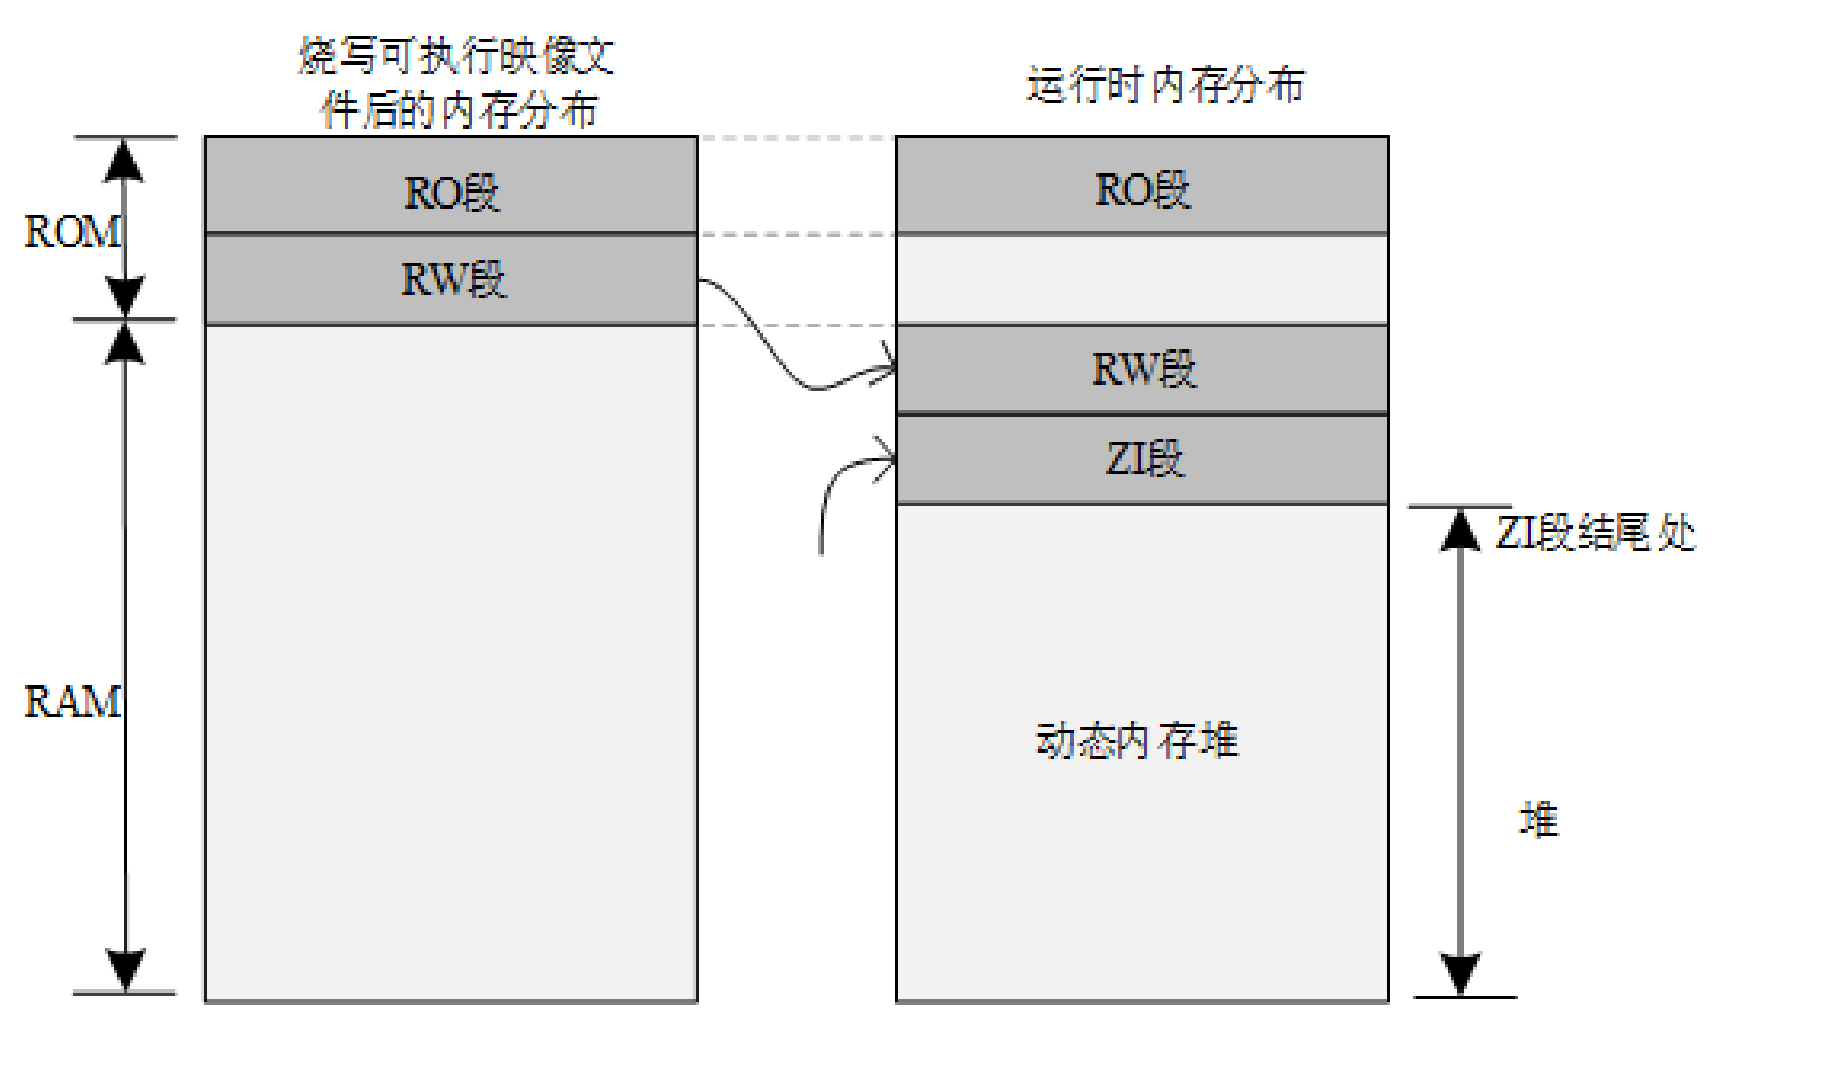 烧写可执行映像文
件后的内存分布
运行时内存分布
ROM
RO段
RW段
RAM
RO段
RW段
ZI段
动态内存堆
ZI段结尾处
堆